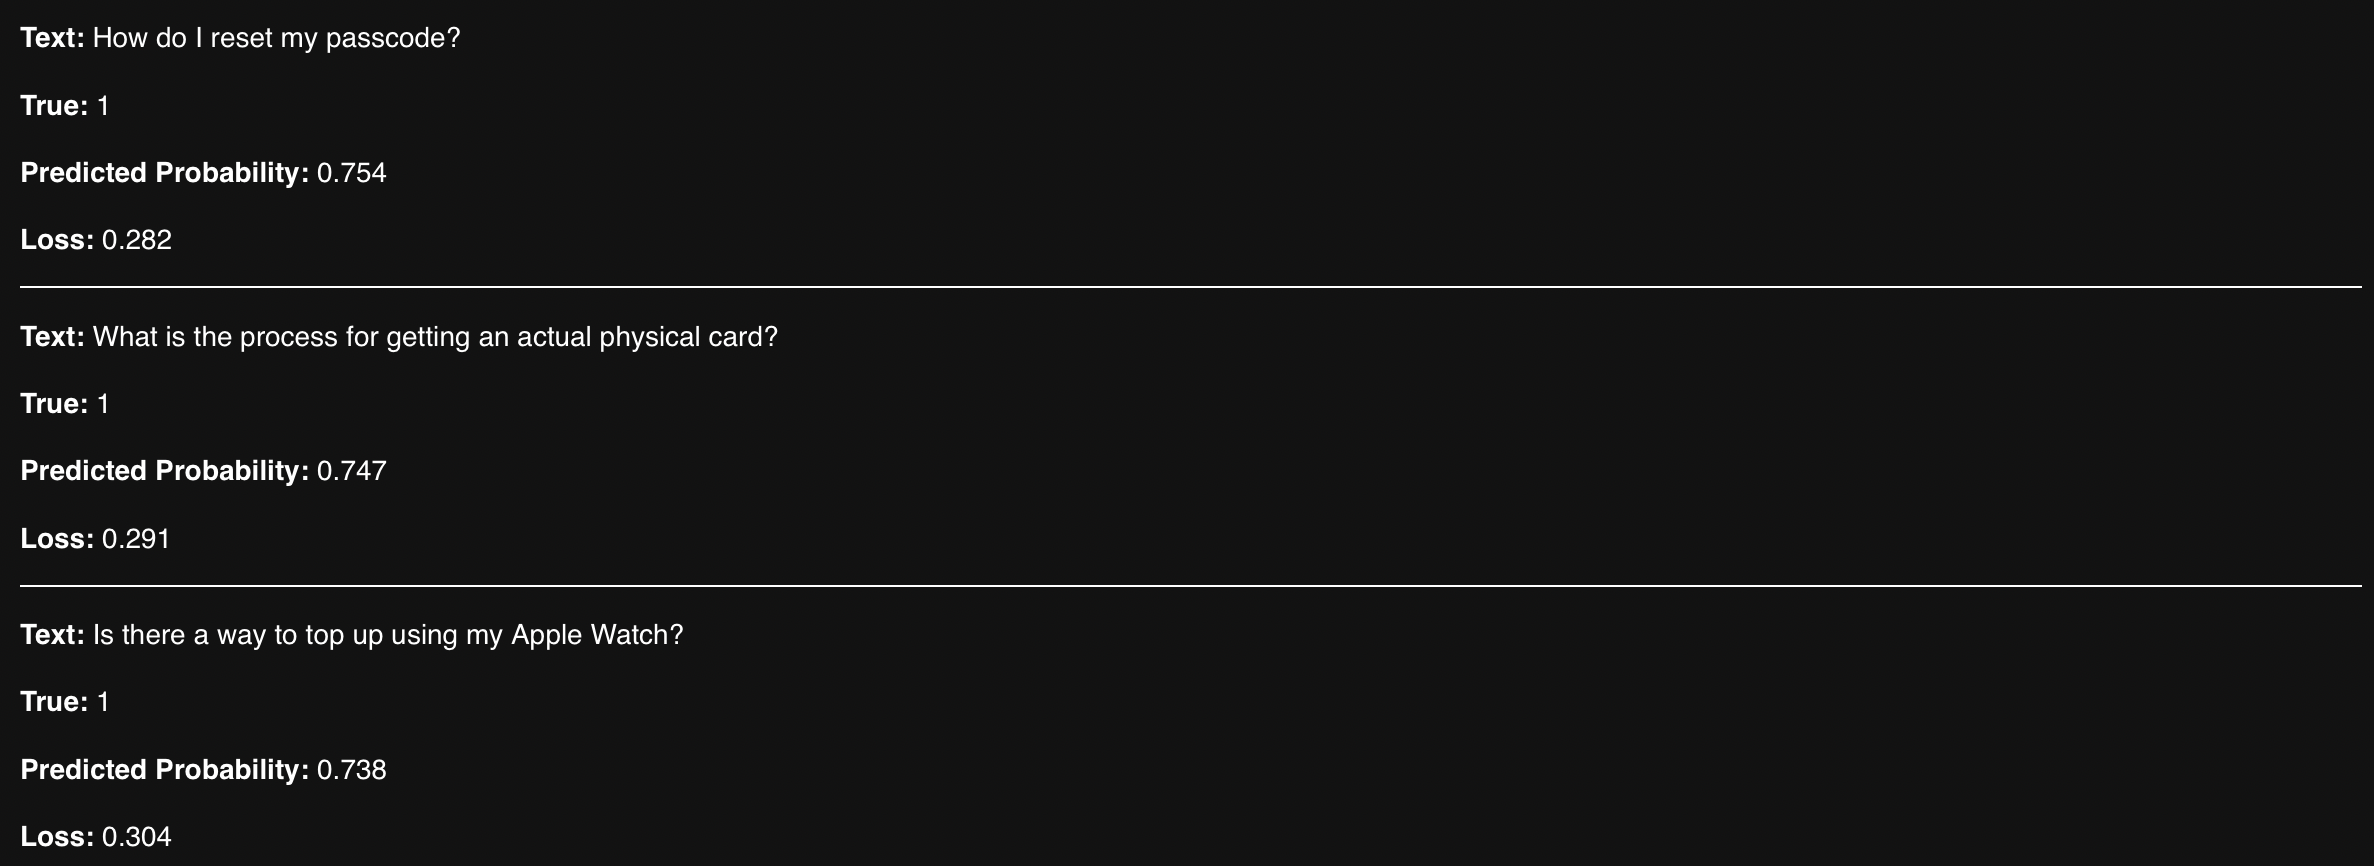 Text: How do I reset my passcode?
True: 1
Predicted Probability: 0.754
Loss: 0.282
Text: What is the process for getting an actual physical card?
True: 1
Predicted Probability: 0.747
Loss: 0.291
Text: Is there a way to top up using my Apple Watch?
True: 1
Predicted Probability: 0.738
Loss: 0.304